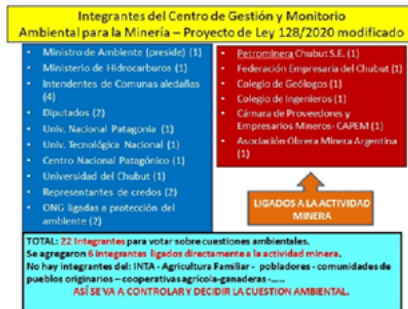 Integrantes del Centro de Gestión y Monitorio
Ambiental para la Minería – Proyecto de Ley 128/2020 modificado
• Ministro de Ambiente (preside) (1)
• Ministerio de Hidrocarburos (1)
• Intendentes de Comunas aledañas
(4)
• Diputados (2)
• Univ. Nacional Patagonia (1)
• Univ. Tecnológica Nacional (1)
• Centro Nacional Patagónico (1)
• Universidad del Chubut (1)
• Representantes de credos (2)
• ONG ligadas a protección del
ambiente (2)
• Petrominera Chubut S.E. (1)
• Federación Empresaria del Chubut (1)
• Colegio de Geólogos (1)
• Colegio de Ingenieros (1)
• Cámara de Proveedores y
Empresarios Mineros- CAPEM (1)
• Asociación Obrera Minera Argentina
(1)
LIGADOS A LA ACTIVIDAD
MINERA
TOTAL: 22 Integrantes para votar sobre cuestiones ambientales.
Se agregaron 6 integrantes ligados directamente a la actividad minera.
No hay integrantes del: INTA - Agricultura Familiar - pobladores - comunidades de
pueblos originarios – cooperativas agrícola-ganaderas -.....
ASÍ SE VA A CONTROLAR Y DECIDIR LA CUESTION AMBIENTAL.